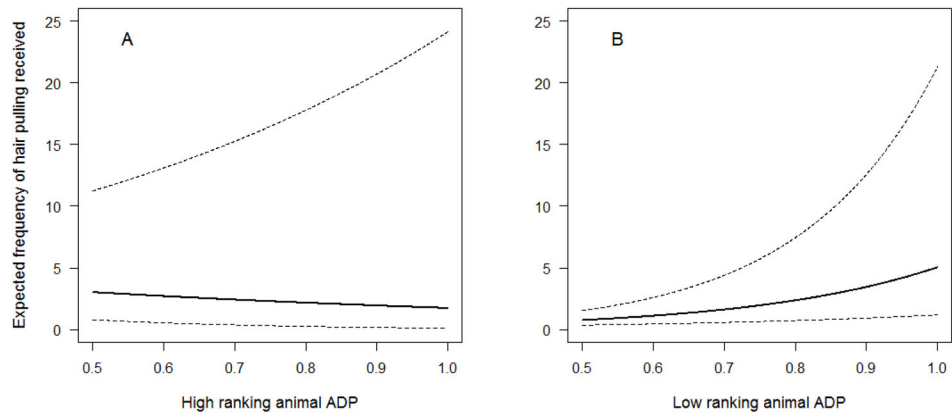 A
B
Expected frequency of hair pulling received
25
20
15
10
5
0
0.5 0.6 0.7 0.8 0.9 1.0
High ranking animal ADP
25
20
15
10
5
0
0.5 0.6 0.7 0.8 0.9 1.0
Low ranking animal ADP